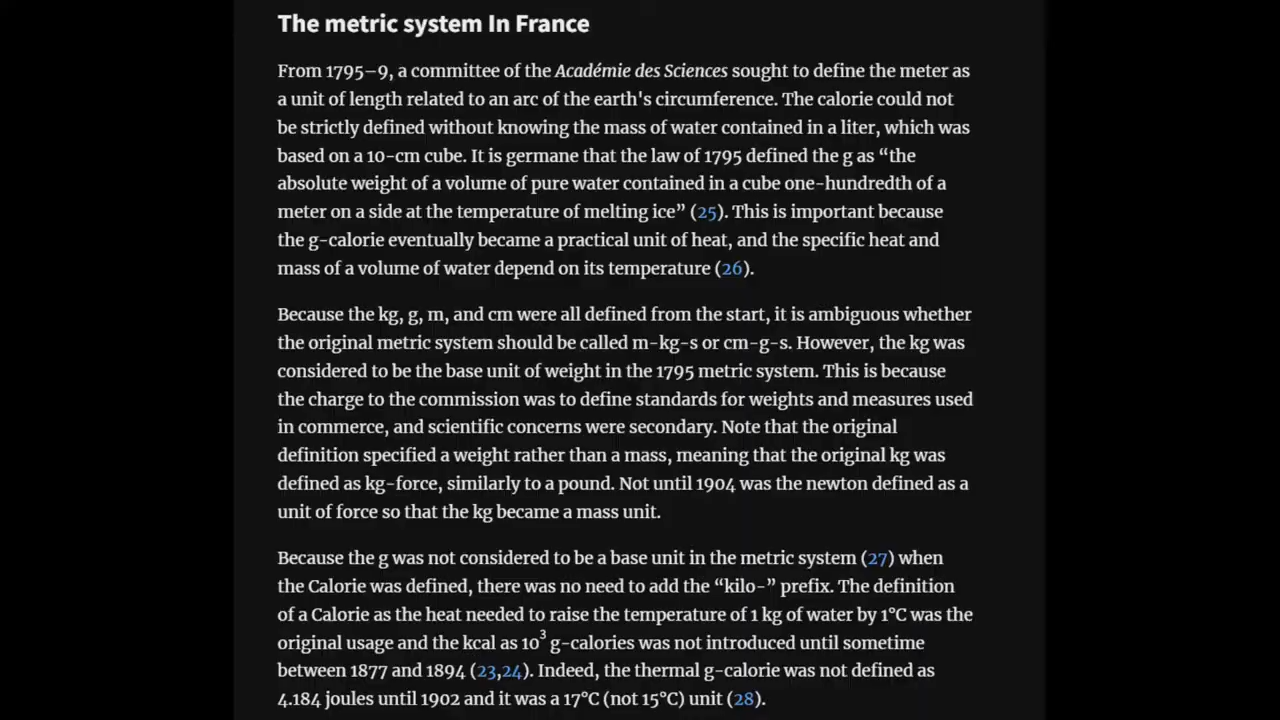 The metric system In France
From 1795–9, a committee of the Académie des Sciences sought to define the meter as
a unit of length related to an arc of the earth's circumference. The calorie could not
be strictly defined without knowing the mass of water contained in a liter, which was
based on a 10-cm cube. It is germane that the law of 1795 defined the g as “the
absolute weight of a volume of pure water contained in a cube one-hundredth of a
meter on a side at the temperature of melting ice” (25). This is important because
the g-calorie eventually became a practical unit of heat, and the specific heat and
mass of a volume of water depend on its temperature (26).
Because the kg, g, m, and cm were all defined from the start, it is ambiguous whether
the original metric system should be called m-kg-s or cm-g-s. However, the kg was
considered to be the base unit of weight in the 1795 metric system. This is because
the charge to the commission was to define standards for weights and measures used
in commerce, and scientific concerns were secondary. Note that the original
definition specified a weight rather than a mass, meaning that the original kg was
defined as kg-force, similarly to a pound. Not until 1904 was the newton defined as a
unit of force so that the kg became a mass unit.
Because the g was not considered to be a base unit in the metric system (27) when
the Calorie was defined, there was no need to add the “kilo-” prefix. The definition
of a Calorie as the heat needed to raise the temperature of 1 kg of water by 1°C was the
original usage and the kcal as 10³ g-calories was not introduced until sometime
between 1877 and 1894 (23,24). Indeed, the thermal g-calorie was not defined as
4.184 joules until 1902 and it was a 17°C (not 15°C) unit (28).